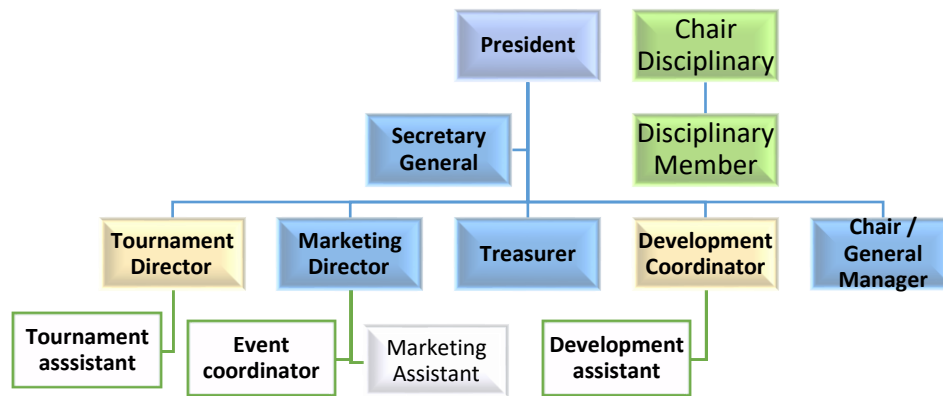 President
Chair
Disciplinary
Secretary
General
Disciplinary
Member
Tournament
Director
Marketing
Director
Treasurer
Development
Coordinator
Chair /
General
Manager
Tournament
asssistant
Event
coordinator
Marketing
Assistant
Development
assistant